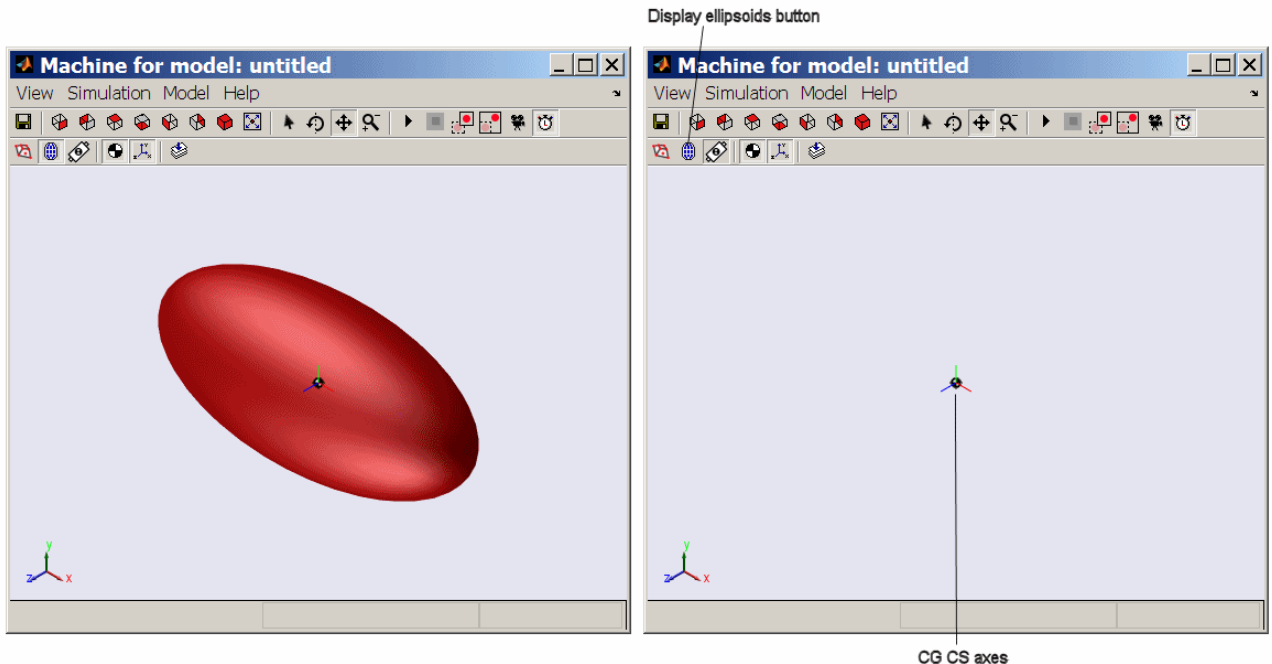 Display ellipsoids button
Machine for model: untitled
View Simulation Model Help
y
z
x
Machine for model: untitled
View Simulation Model Help
y
z
x
CG CS axes